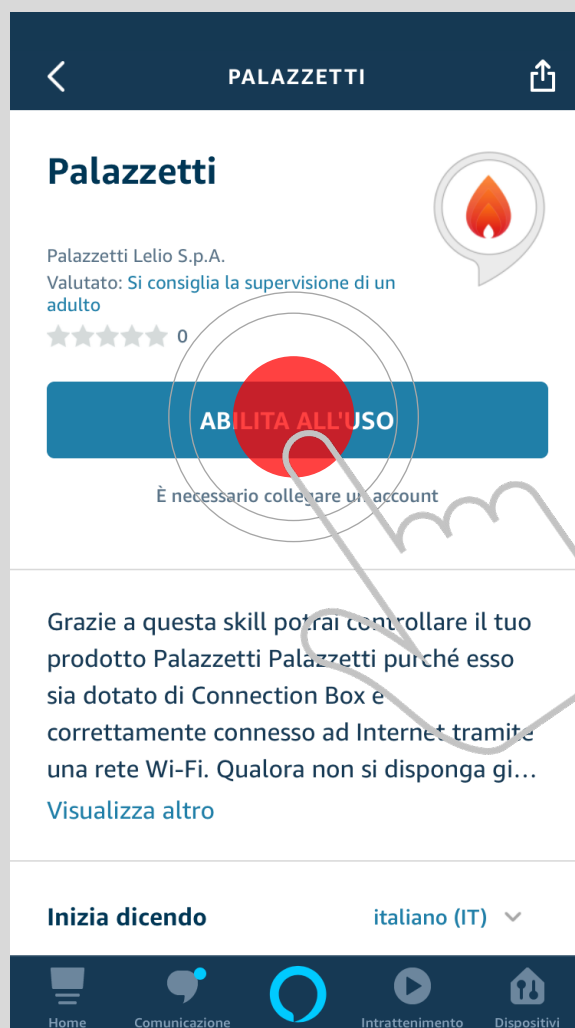 PALAZZETTI
Palazzetti
Palazzetti Lelio S.p.A.
Valutato: Si consiglia la supervisione di un
adulto
0
ABILITA ALL'USO
È necessario collegare un account
Grazie a questa skill potrai controllare il tuo
prodotto Palazzetti Palazzetti purché esso
sia dotato di Connection Box e
correttamente connesso ad Internet tramite
una rete Wi-Fi. Qualora non si disponga gi...
Visualizza altro
Inizia dicendo italiano (IT)
Home Comunicazione Intrattenimento Dispositivi